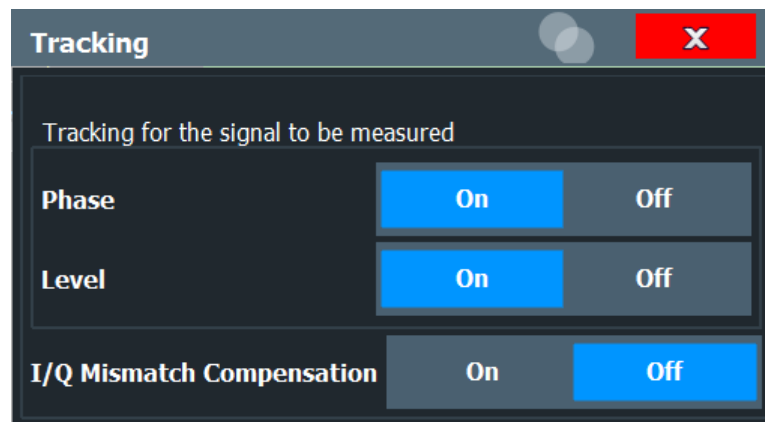 Tracking X
Tracking for the signal to be measured
Phase On Off
Level On Off
I/Q Mismatch Compensation On Off